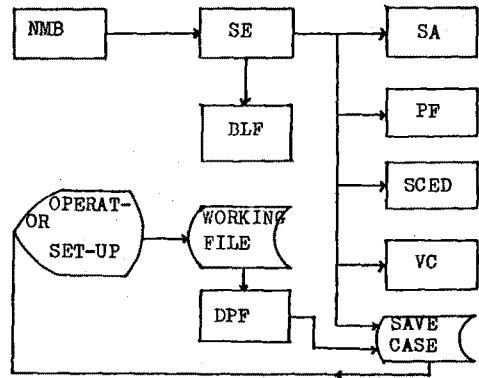 NMB
SE
SA
BLF
PF
SCED
OPERAT-
OR
SET-UP
WORKING
FILE
VC
DPF
SAVE
CASE